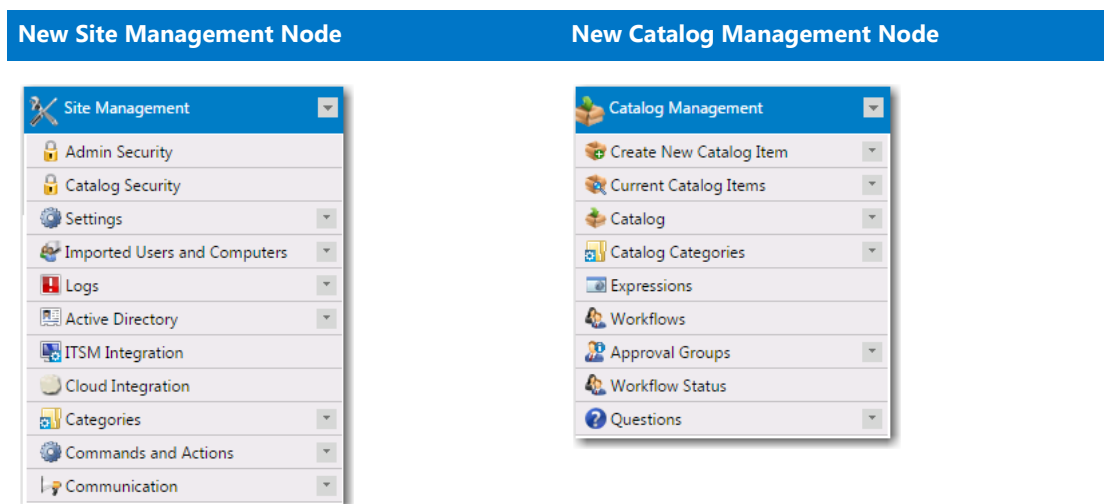 New Site Management Node
New Catalog Management Node
Site Management
Admin Security
Catalog Security
Settings
Imported Users and Computers
Logs
Active Directory
ITSM Integration
Cloud Integration
Categories
Commands and Actions
Communication
Catalog Management
Create New Catalog Item
Current Catalog Items
Catalog
Catalog Categories
Expressions
Workflows
Approval Groups
Workflow Status
Questions